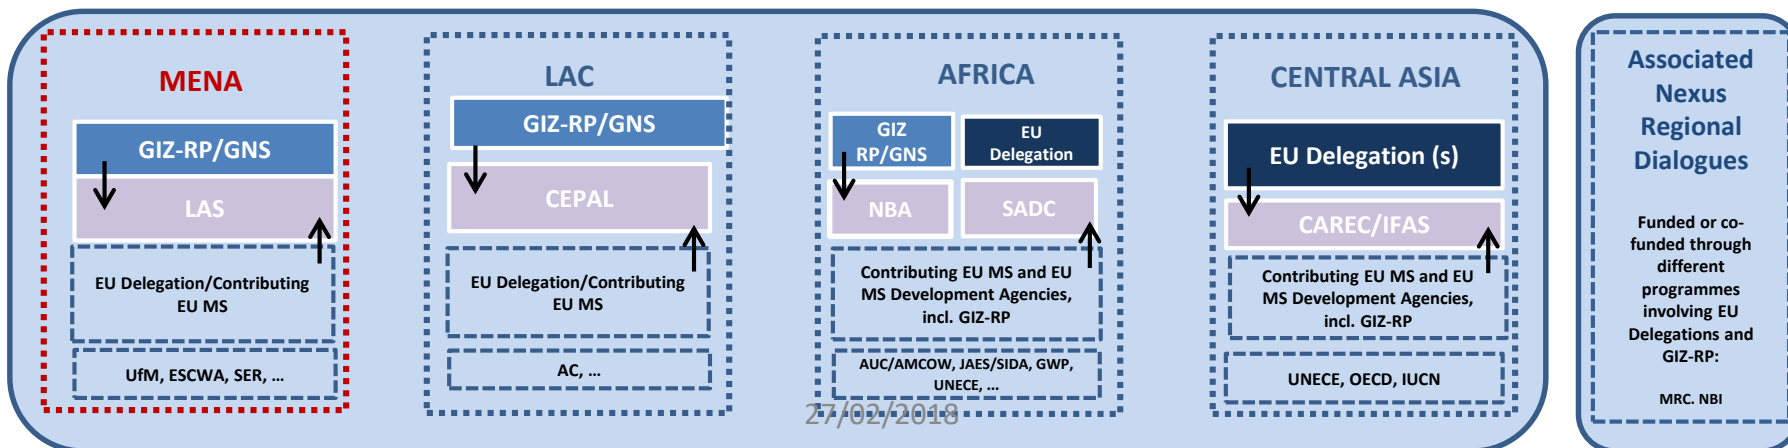 MENA
GIZ-RP/GNS
LAS
EU Delegation/Contributing
EU MS
UfM, ESCWA, SER, ...
LAC
GIZ-RP/GNS
CEPAL
EU Delegation/Contributing
EU MS
AC, ...
AFRICA
GIZ
RP/GNS
EU
Delegation
NBA
SADC
Contributing EU MS and EU
MS Development Agencies,
incl. GIZ-RP
AUC/AMCOW, JAES/SIDA, GWP,
UNECE, ...
CENTRAL ASIA
EU Delegation (s)
CAREC/IFAS
Contributing EU MS and EU
MS Development Agencies,
incl. GIZ-RP
UNECE, OECD, IUCN
27/02/2018
Associated
Nexus
Regional
Dialogues
Funded or co-
funded through
different
programmes
involving EU
Delegations and
GIZ-RP:
MRC. NBI